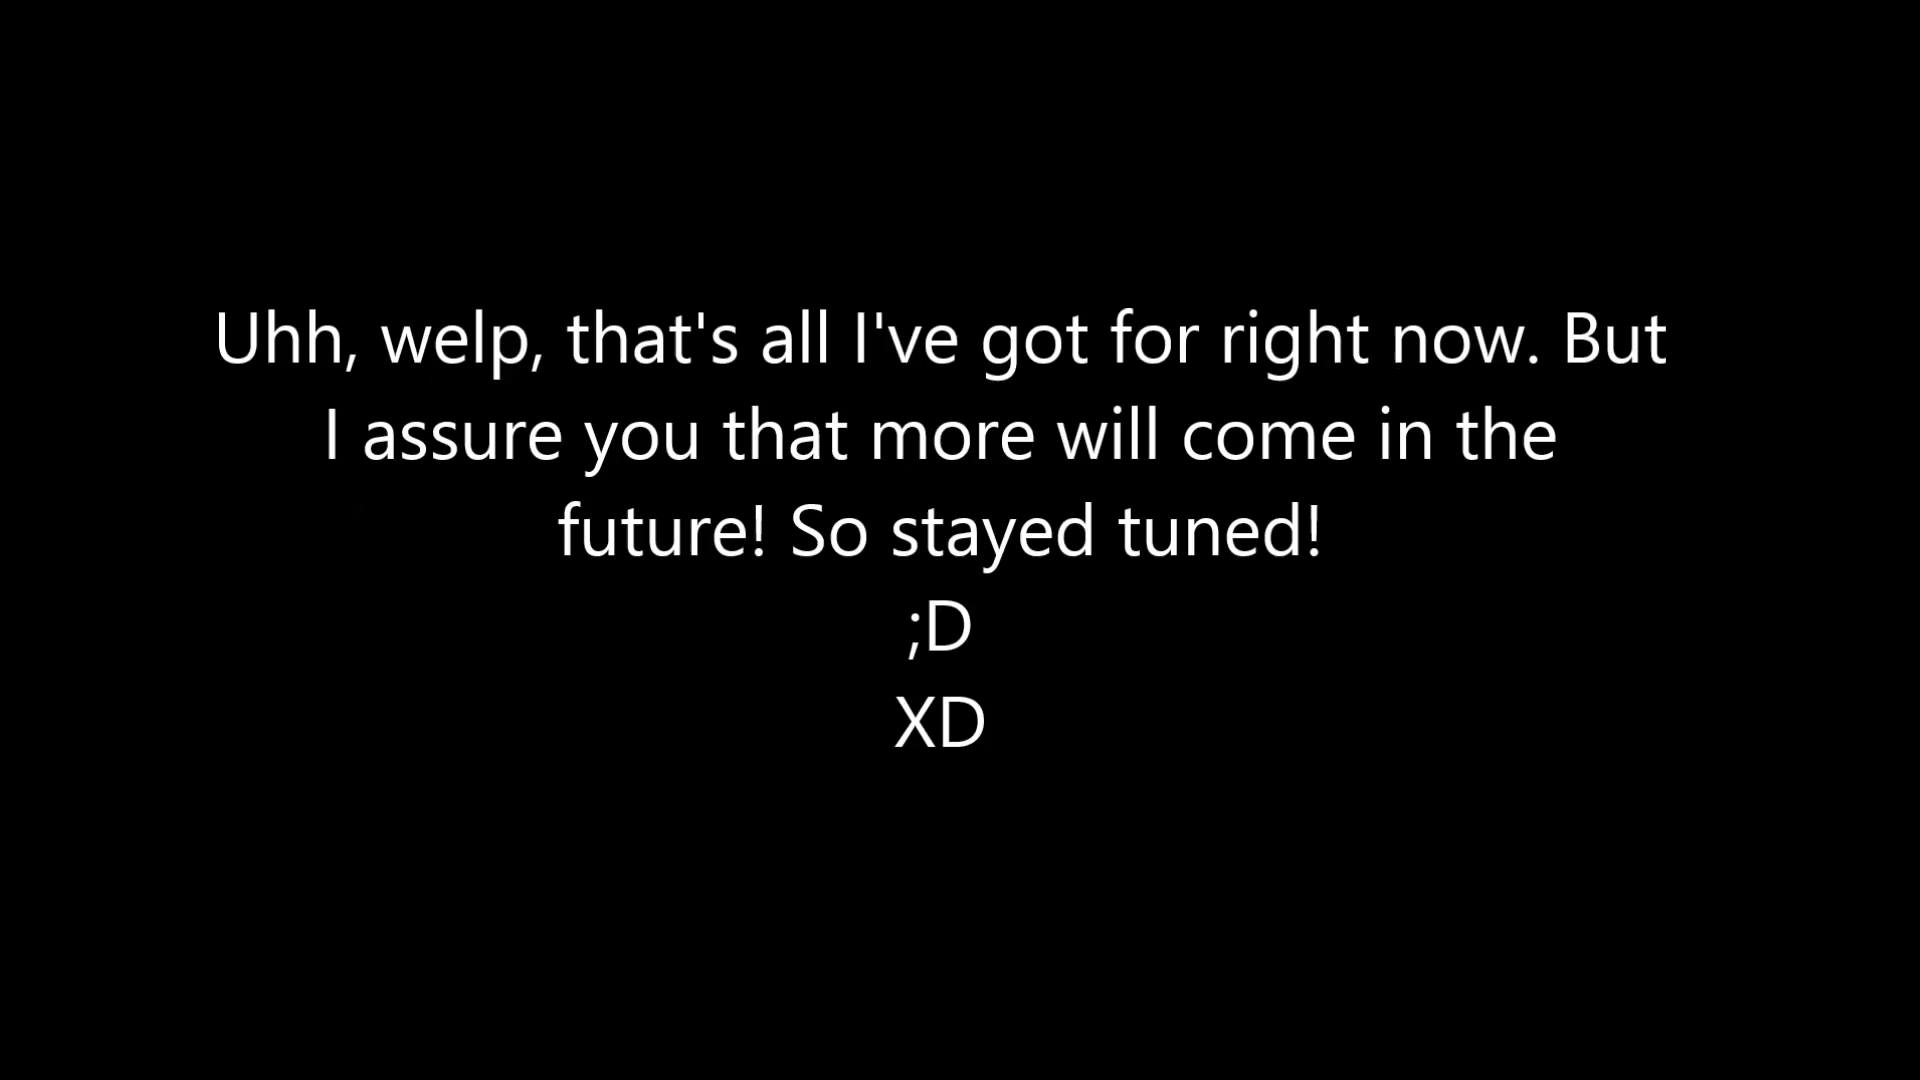 Uhh, welp, that's all I've got for right now. But
I assure you that more will come in the
future! So stayed tuned!
;D
XD